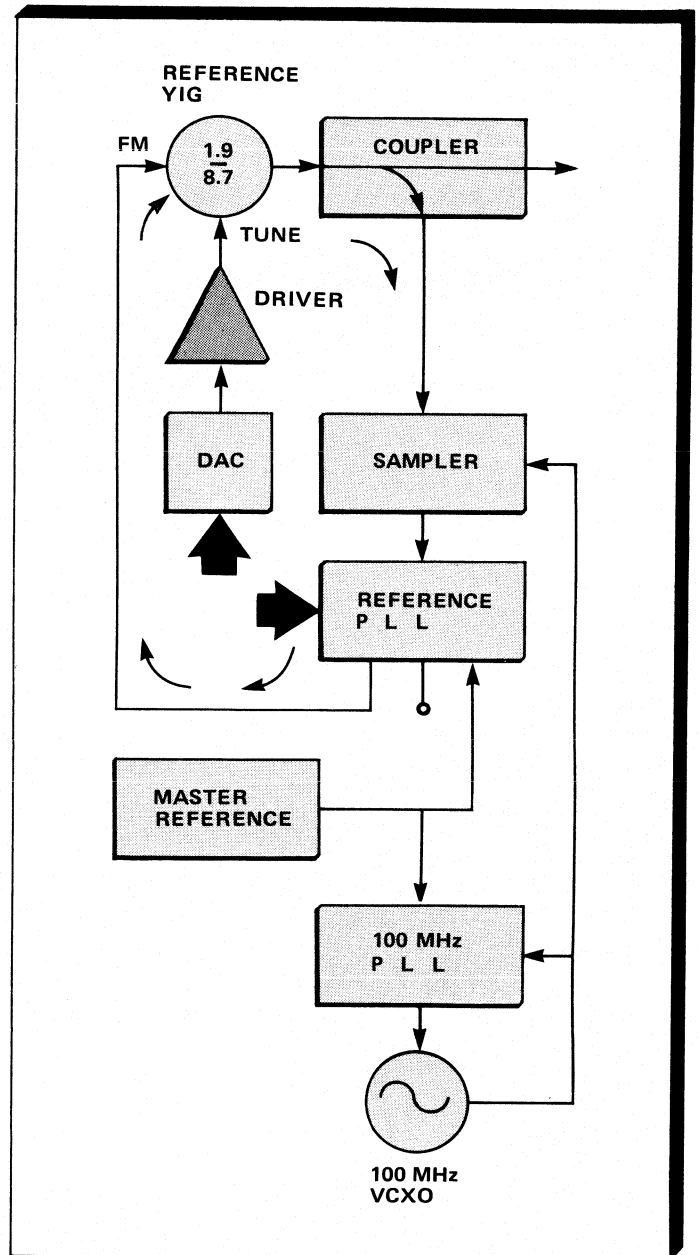 REFERENCE
YIG
FM
1.9
8.7
COUPLER
TUNE
DRIVER
DAC
SAMPLER
REFERENCE
P L L
MASTER
REFERENCE
100 MHz
P L L
100 MHz
VCXO